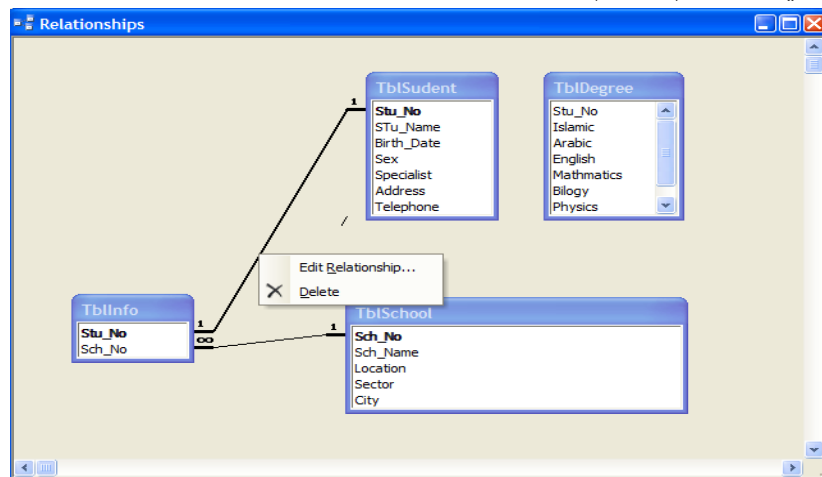 Relationships
TblSudent
Stu_No
STu_Name
Birth_Date
Sex
Specialist
Address
Telephone
TblDegree
Stu_No
Islamic
Arabic
English
Mathmatics
Bilogy
Physics
1
Edit Relationship...
Delete
TblInfo
Stu_No
Sch_No
1
∞
1
TblSchool
Sch_No
Sch_Name
Location
Sector
City